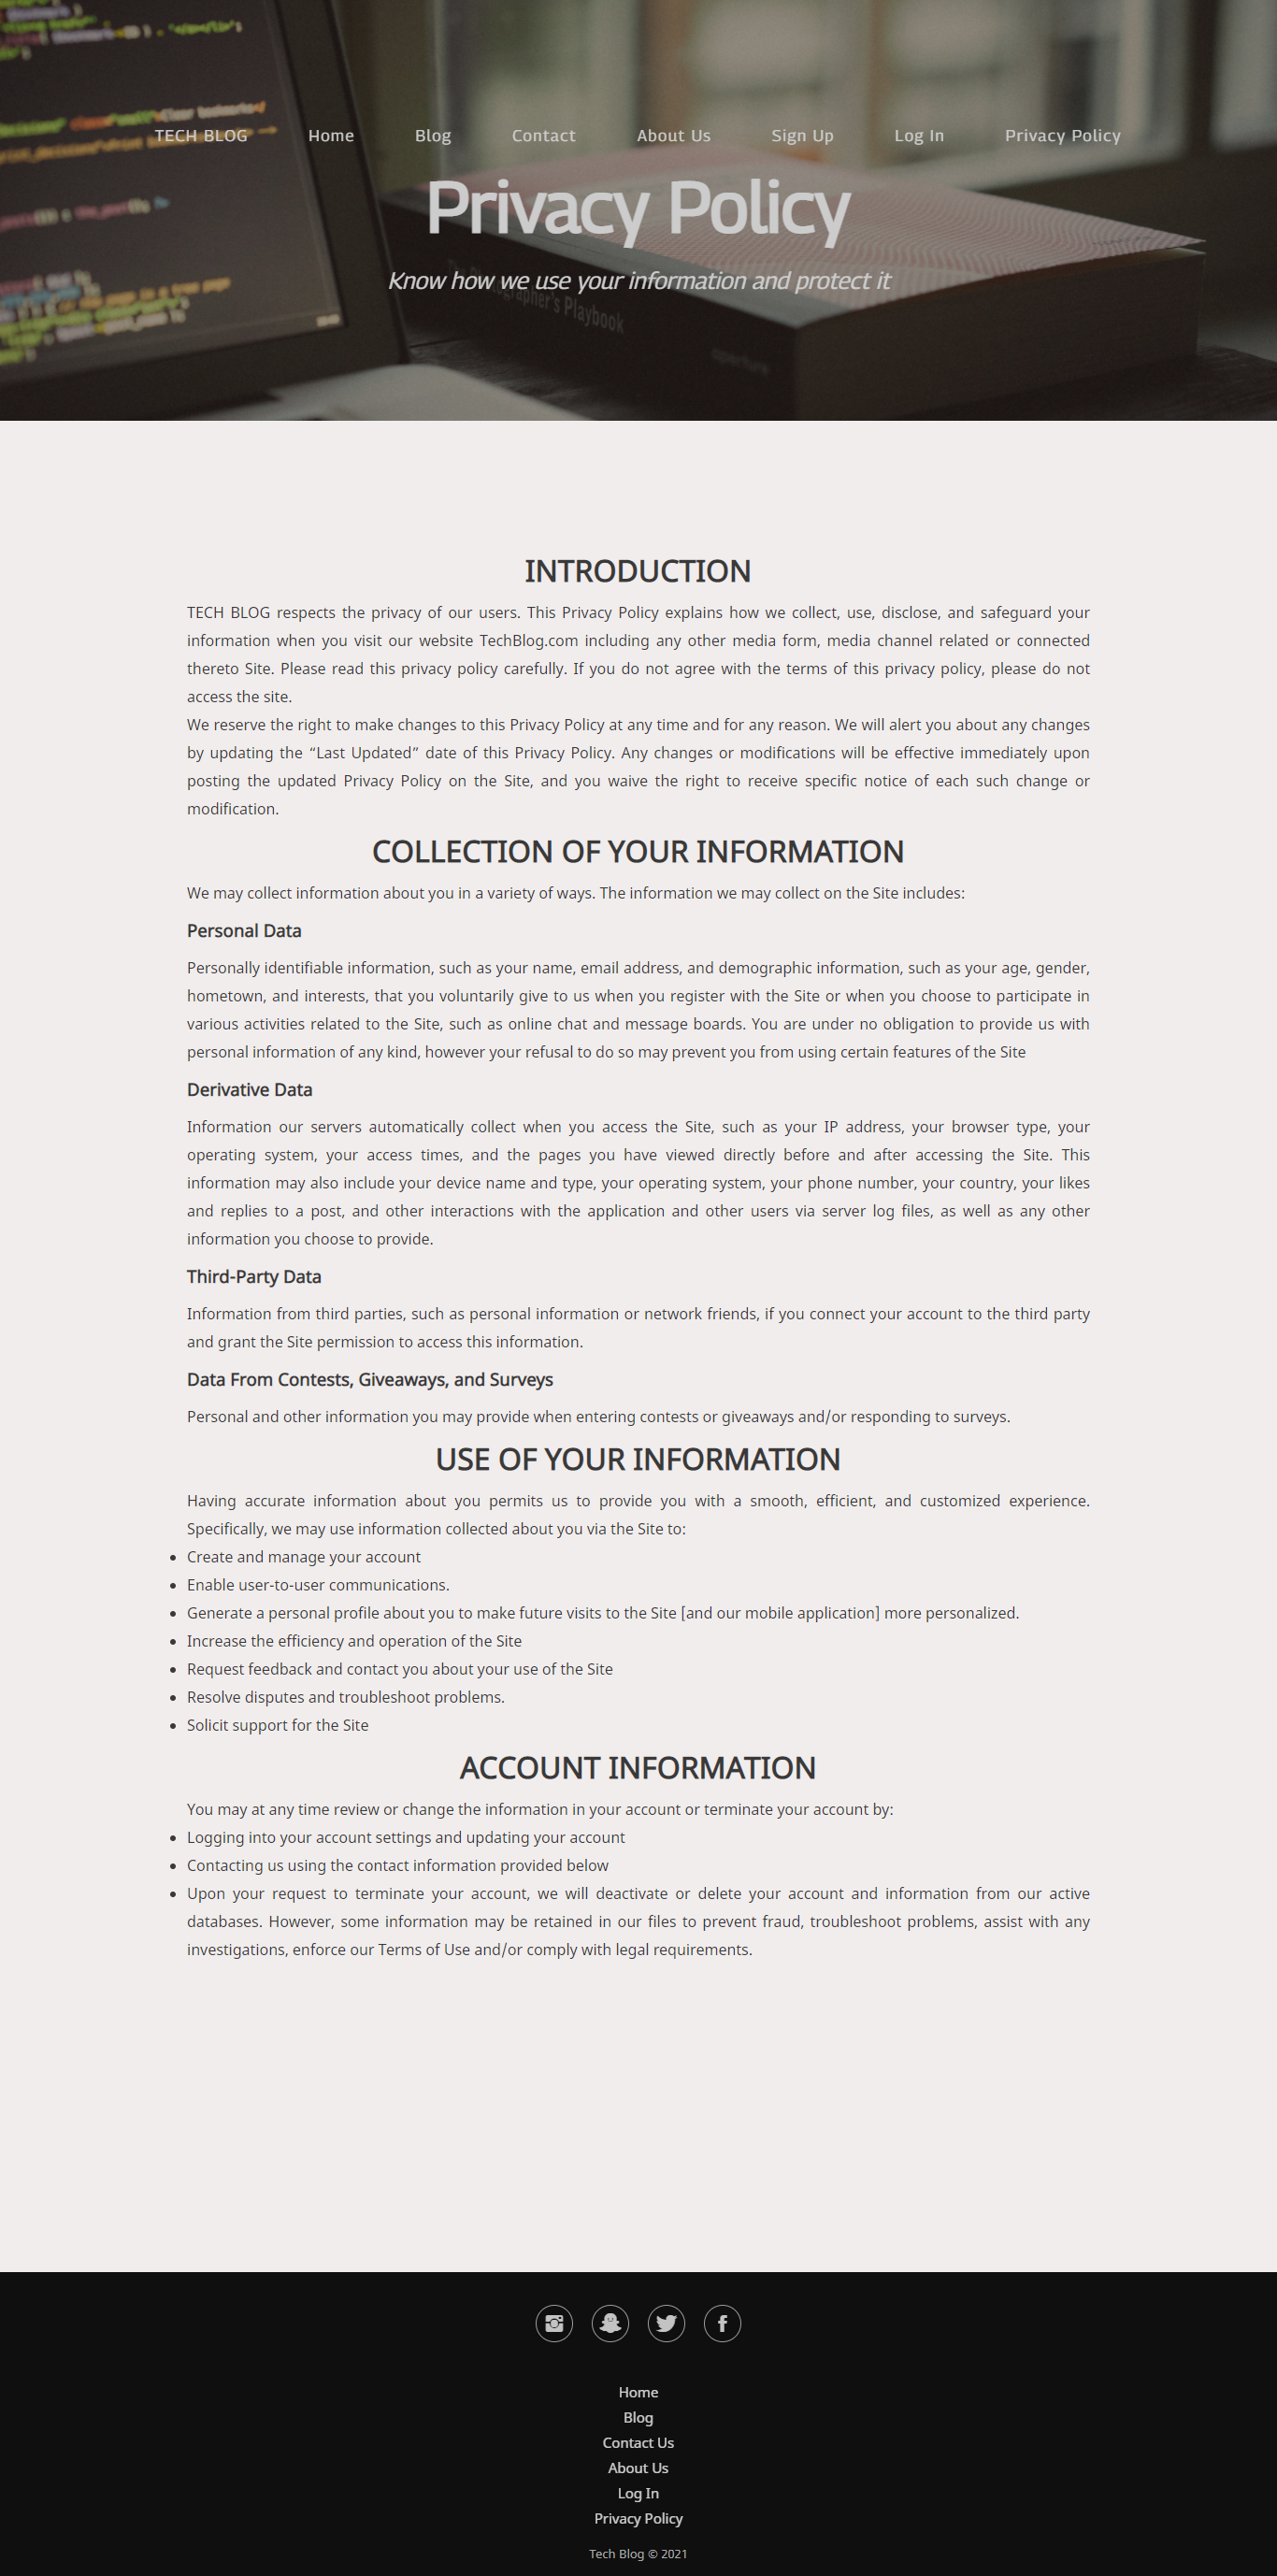 TECH BLOG Home Blog Contact About Us Sign Up Log In Privacy Policy
Privacy Policy
Know how we use your information and protect it
Playbook
aperture
INTRODUCTION
TECH BLOG respects the privacy of our users. This Privacy Policy explains how we collect, use, disclose, and safeguard your
information when you visit our website TechBlog.com including any other media form, media channel related or connected
thereto Site. Please read this privacy policy carefully. If you do not agree with the terms of this privacy policy, please do not
access the site.
We reserve the right to make changes to this Privacy Policy at any time and for any reason. We will alert you about any changes
by updating the “Last Updated” date of this Privacy Policy. Any changes or modifications will be effective immediately upon
posting the updated Privacy Policy on the Site, and you waive the right to receive specific notice of each such change or
modification.
COLLECTION OF YOUR INFORMATION
We may collect information about you in a variety of ways. The information we may collect on the Site includes:
Personal Data
Personally identifiable information, such as your name, email address, and demographic information, such as your age, gender,
hometown, and interests, that you voluntarily give to us when you register with the Site or when you choose to participate in
various activities related to the Site, such as online chat and message boards. You are under no obligation to provide us with
personal information of any kind, however your refusal to do so may prevent you from using certain features of the Site
Derivative Data
Information our servers automatically collect when you access the Site, such as your IP address, your browser type, your
operating system, your access times, and the pages you have viewed directly before and after accessing the Site. This
information may also include your device name and type, your operating system, your phone number, your country, your likes
and replies to a post, and other interactions with the application and other users via server log files, as well as any other
information you choose to provide.
Third-Party Data
Information from third parties, such as personal information or network friends, if you connect your account to the third party
and grant the Site permission to access this information.
Data From Contests, Giveaways, and Surveys
Personal and other information you may provide when entering contests or giveaways and/or responding to surveys.
USE OF YOUR INFORMATION
Having accurate information about you permits us to provide you with a smooth, efficient, and customized experience.
Specifically, we may use information collected about you via the Site to:
• Create and manage your account
• Enable user-to-user communications.
• Generate a personal profile about you to make future visits to the Site [and our mobile application] more personalized.
• Increase the efficiency and operation of the Site
• Request feedback and contact you about your use of the Site
• Resolve disputes and troubleshoot problems.
• Solicit support for the Site
ACCOUNT INFORMATION
You may at any time review or change the information in your account or terminate your account by:
• Logging into your account settings and updating your account
• Contacting us using the contact information provided below
• Upon your request to terminate your account, we will deactivate or delete your account and information from our active
databases. However, some information may be retained in our files to prevent fraud, troubleshoot problems, assist with any
investigations, enforce our Terms of Use and/or comply with legal requirements.
Home
Blog
Contact Us
About Us
Log In
Privacy Policy
Tech Blog © 2021